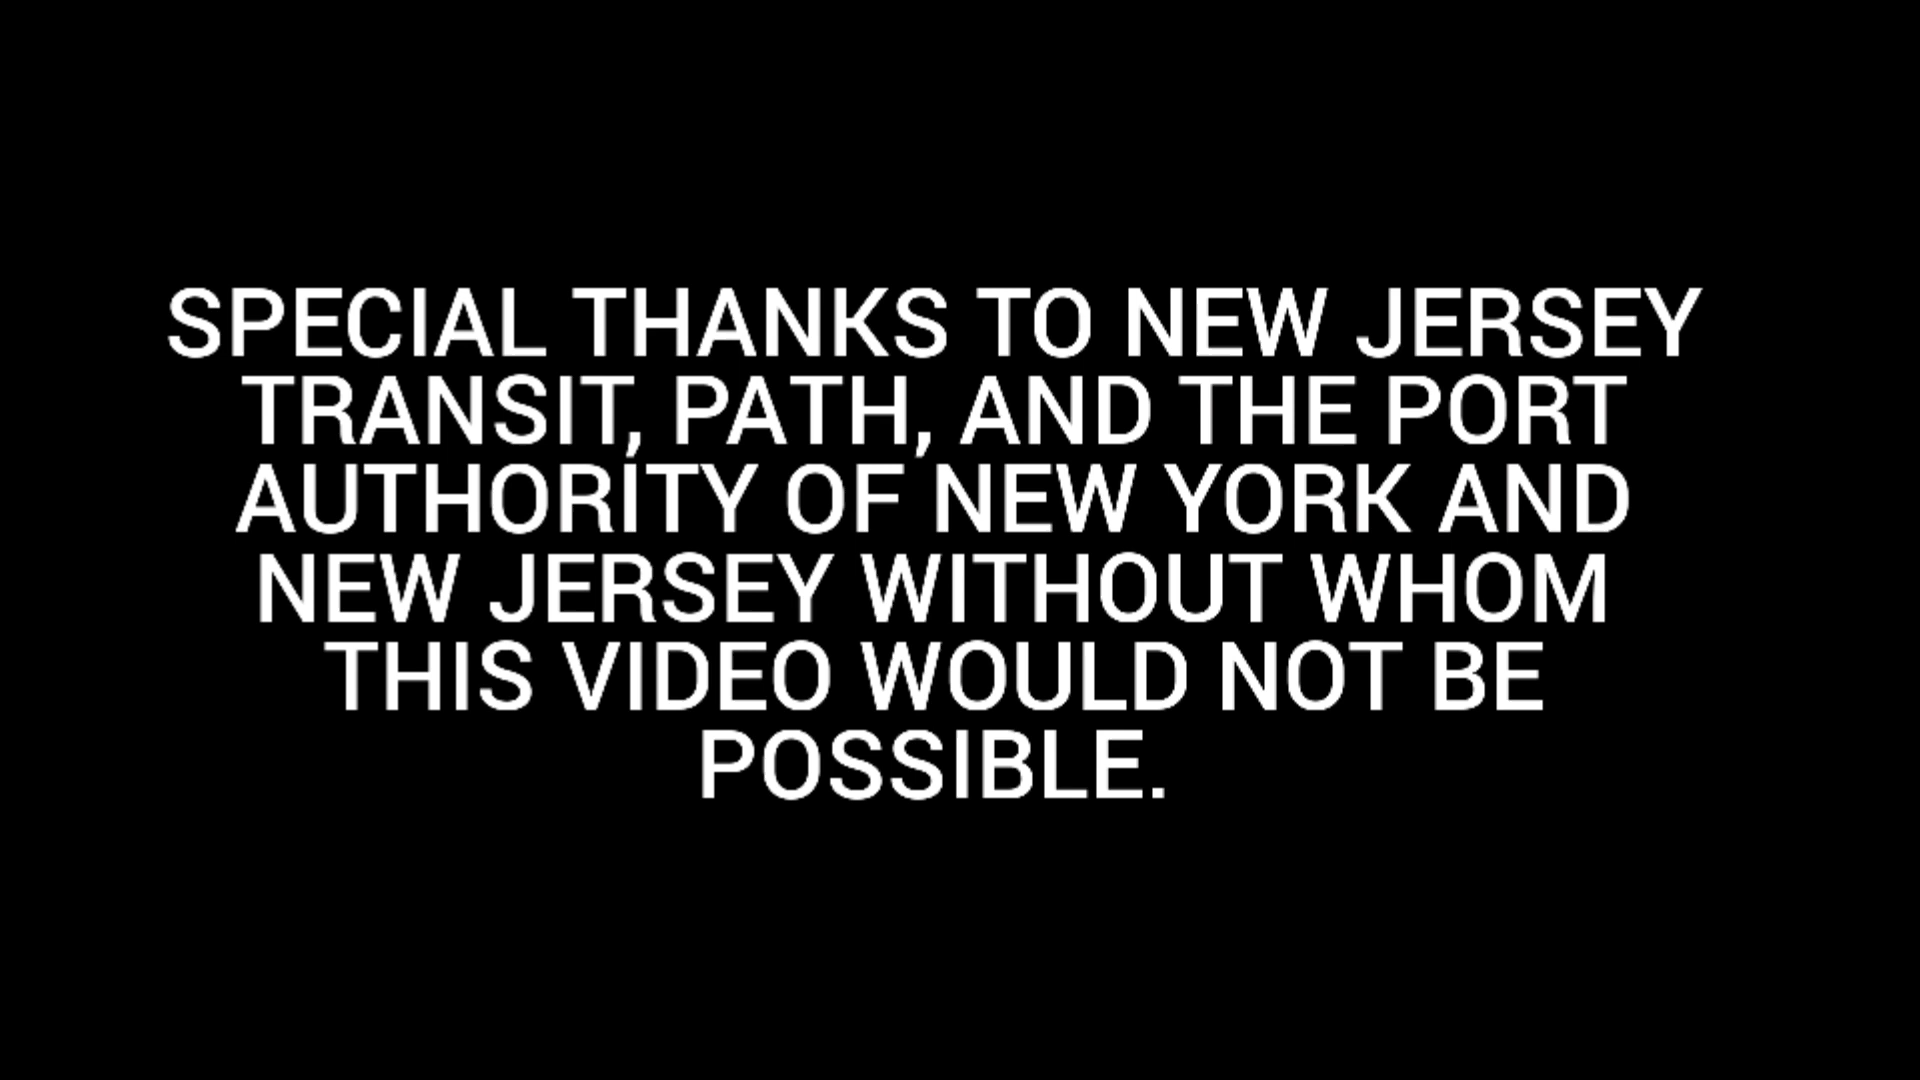 SPECIAL THANKS TO NEW JERSEY
TRANSIT, PATH, AND THE PORT
AUTHORITY OF NEW YORK AND
NEW JERSEY WITHOUT WHOM
THIS VIDEO WOULD NOT BE
POSSIBLE.